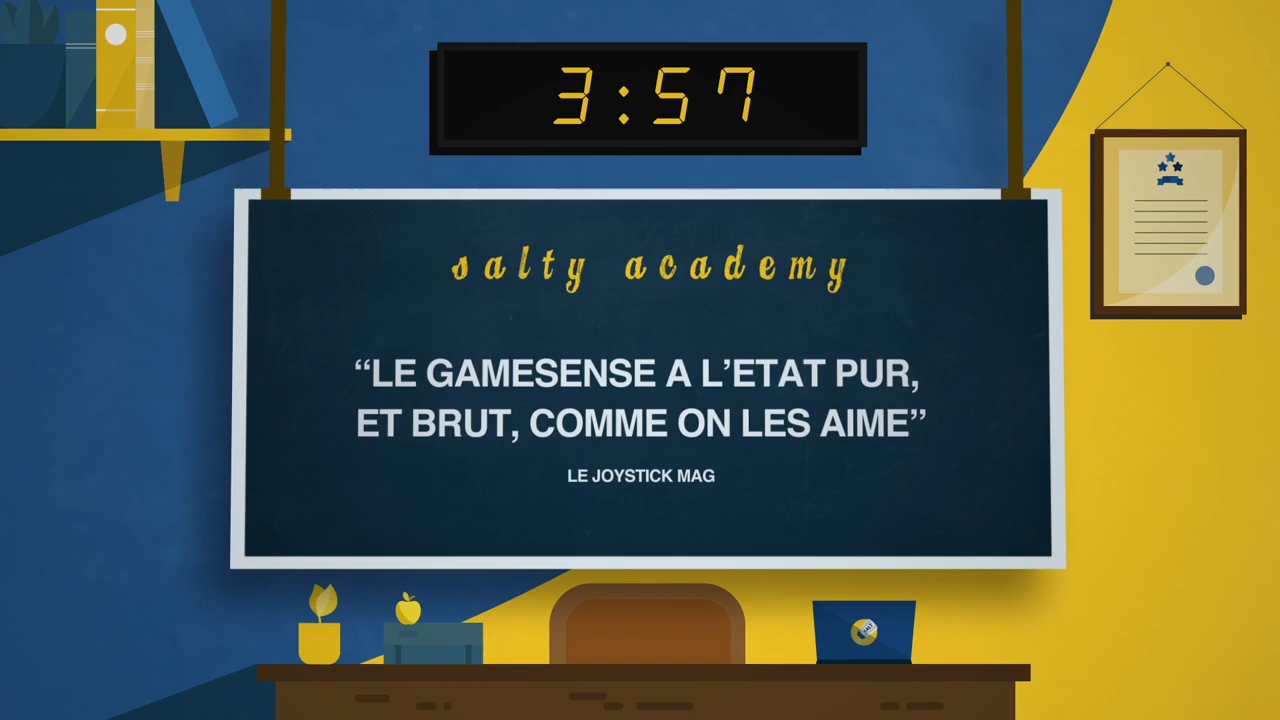 3:57
salty academy
“LE GAMESENSE A L’ETAT PUR,
ET BRUT, COMME ON LES AIME”
LE JOYSTICK MAG